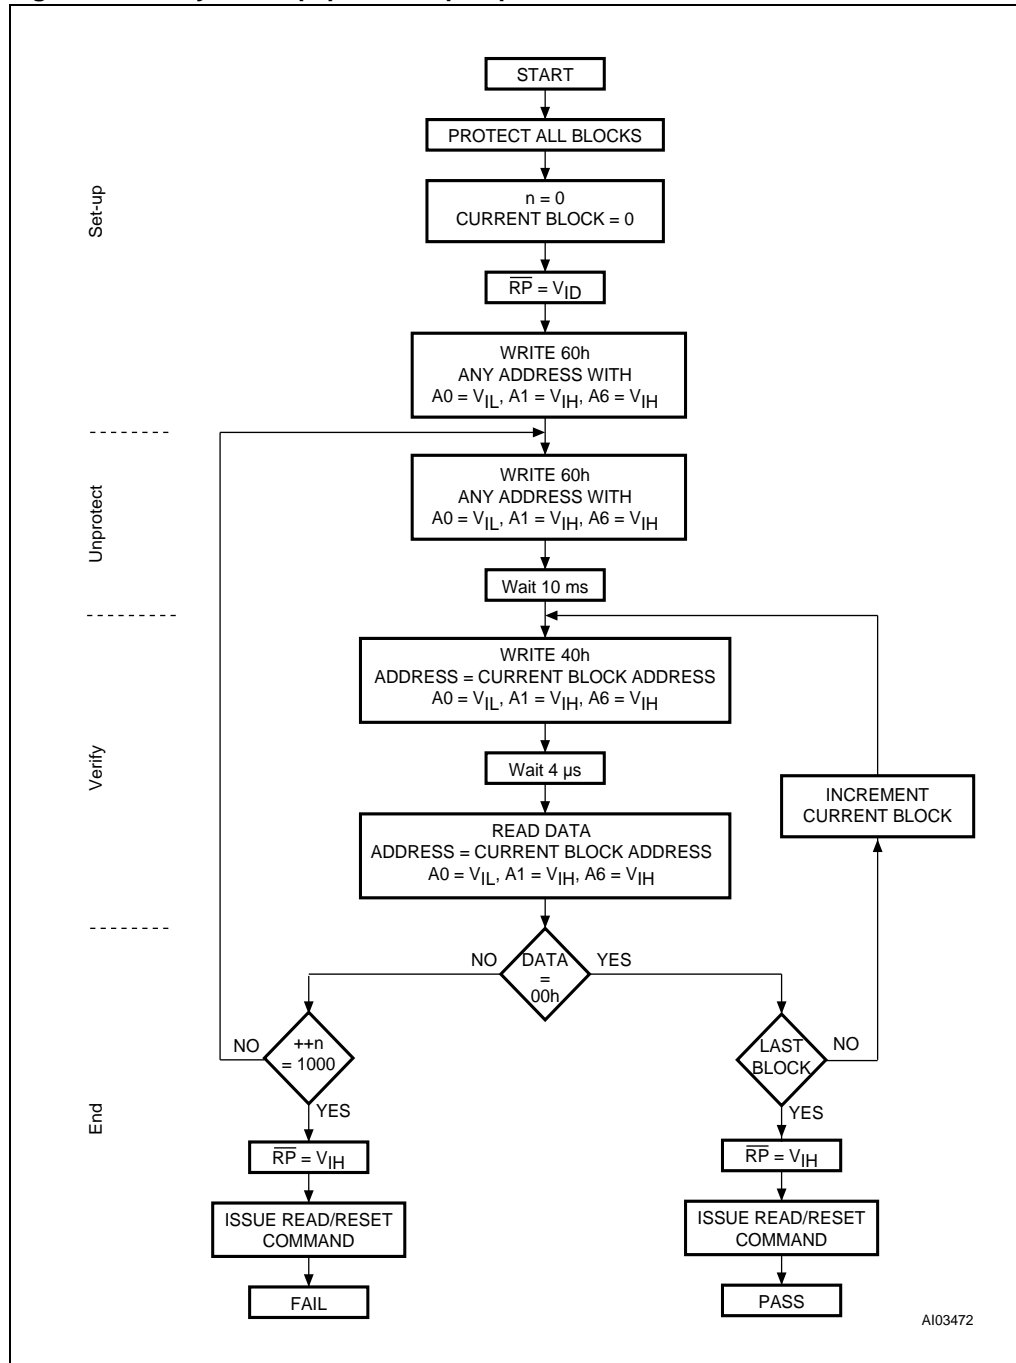 START
PROTECT ALL BLOCKS
n = 0
CURRENT BLOCK = 0
Set-up
RP = VID
WRITE 60h
ANY ADDRESS WITH
A0 = VIL, A1 = VIH, A6 = VIH
Unprotect
WRITE 60h
ANY ADDRESS WITH
A0 = VIL, A1 = VIH, A6 = VIH
Wait 10 ms
Verify
WRITE 40h
ADDRESS = CURRENT BLOCK ADDRESS
A0 = VIL, A1 = VIH, A6 = VIH
Wait 4 µs
INCREMENT
CURRENT BLOCK
READ DATA
ADDRESS = CURRENT BLOCK ADDRESS
A0 = VIL, A1 = VIH, A6 = VIH
End
NO
DATA
=
00h
YES
NO
++n
= 1000
YES
LAST
BLOCK
NO
YES
RP = VIH
RP = VIH
ISSUE READ/RESET
COMMAND
ISSUE READ/RESET
COMMAND
FAIL
PASS
AI03472